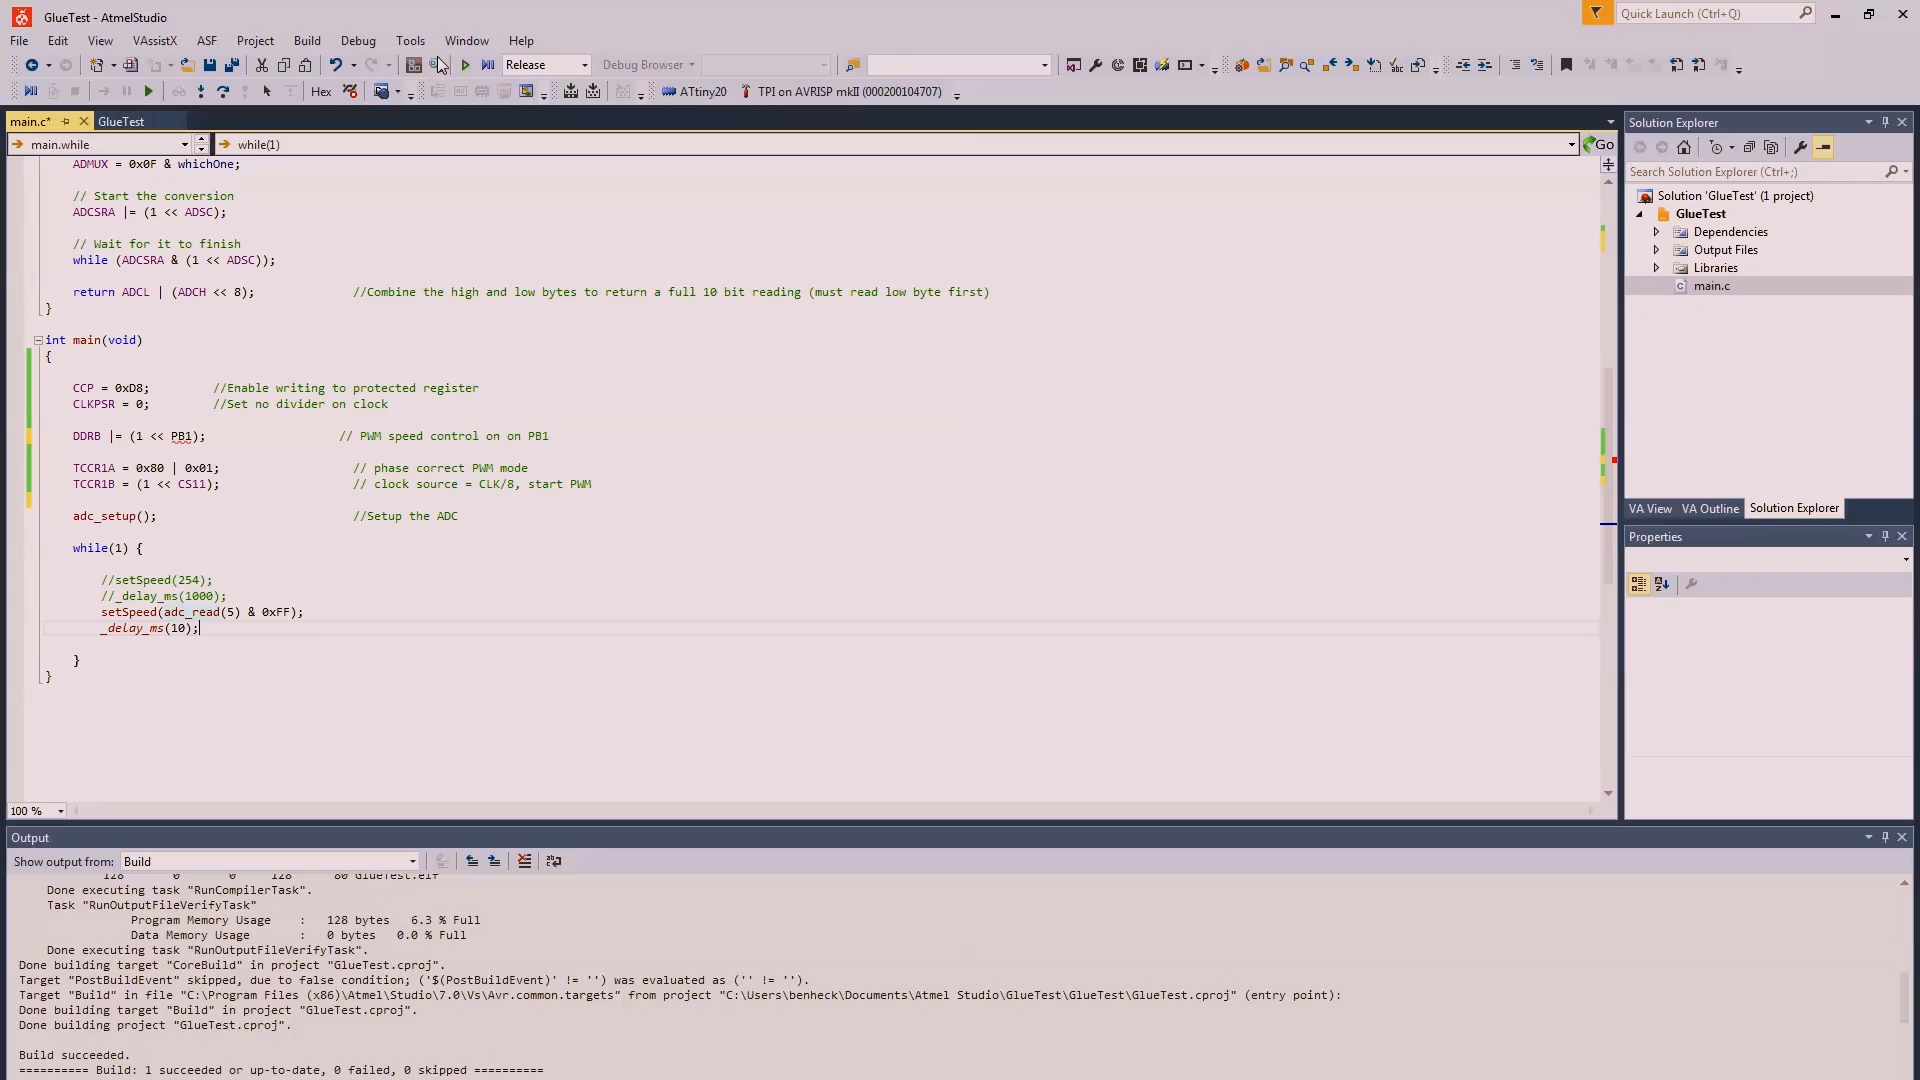 GlueTest - AtmelStudio
Quick Launch (Ctrl+Q)
File Edit View VAssistX ASF Project Build Debug Tools Window Help
Release Debug Browser
Hex ATtiny20 TPI on AVRISP mkII (000200104707)
main.c* GlueTest
main.while while(1) Go
ADMUX = 0x0F & whichOne;
// Start the conversion
ADCSRA |= (1 << ADSC);
// Wait for it to finish
while (ADCSRA & (1 << ADSC));
return ADCL | (ADCH << 8); //Combine the high and low bytes to return a full 10 bit reading (must read low byte first)
}
int main(void)
{
CCP = 0xD8; //Enable writing to protected register
CLKPSR = 0; //Set no divider on clock
DDRB |= (1 << PB1); // PWM speed control on on PB1
TCCR1A = 0x80 | 0x01; // phase correct PWM mode
TCCR1B = (1 << CS11); // clock source = CLK/8, start PWM
adc_setup(); //Setup the ADC
while(1) {
//setSpeed(254);
//_delay_ms(1000);
setSpeed(adc_read(5) & 0xFF);
_delay_ms(10);
}
}
100 %
Solution Explorer
Search Solution Explorer (Ctrl+;)
Solution 'GlueTest' (1 project)
GlueTest
Dependencies
Output Files
Libraries
main.c
VA View VA Outline Solution Explorer
Properties
Output
Show output from: Build
128 0 0 128 80 GlueTest.elf
Done executing task "RunCompilerTask".
Task "RunOutputFileVerifyTask"
Program Memory Usage : 128 bytes 6.3 % Full
Data Memory Usage : 0 bytes 0.0 % Full
Done executing task "RunOutputFileVerifyTask".
Done building target "CoreBuild" in project "GlueTest.cproj".
Target "PostBuildEvent" skipped, due to false condition; ('$(PostBuildEvent)' != '') was evaluated as ('' != '').
Target "Build" in file "C:\Program Files (x86)\Atmel\Studio\7.0\Vs\Avr.common.targets" from project "C:\Users\benheck\Documents\Atmel Studio\GlueTest\GlueTest\GlueTest.cproj" (entry point):
Done building target "Build" in project "GlueTest.cproj".
Done building project "GlueTest.cproj".
Build succeeded.
========== Build: 1 succeeded or up-to-date, 0 failed, 0 skipped ==========